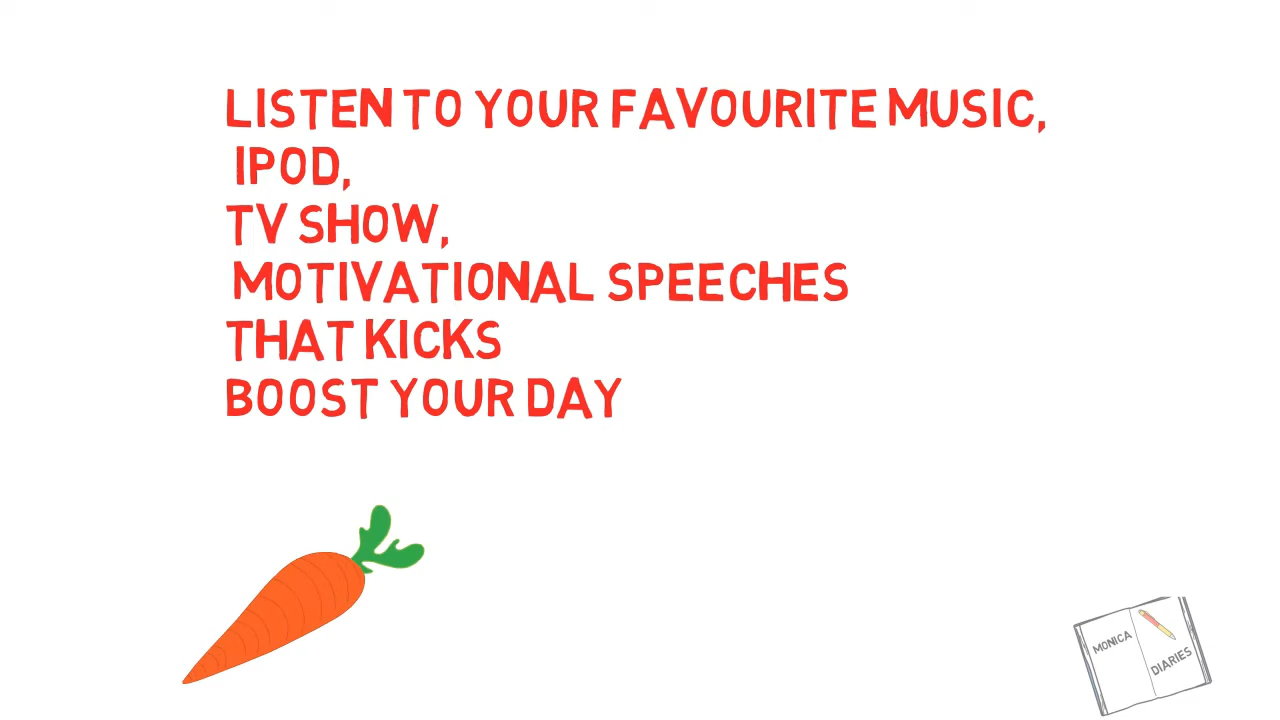 LISTEN TO YOUR FAVOURITE MUSIC,
IPOD,
TV SHOW,
MOTIVATIONAL SPEECHES
THAT KICKS
BOOST YOUR DAY
MONICA
DIARIES